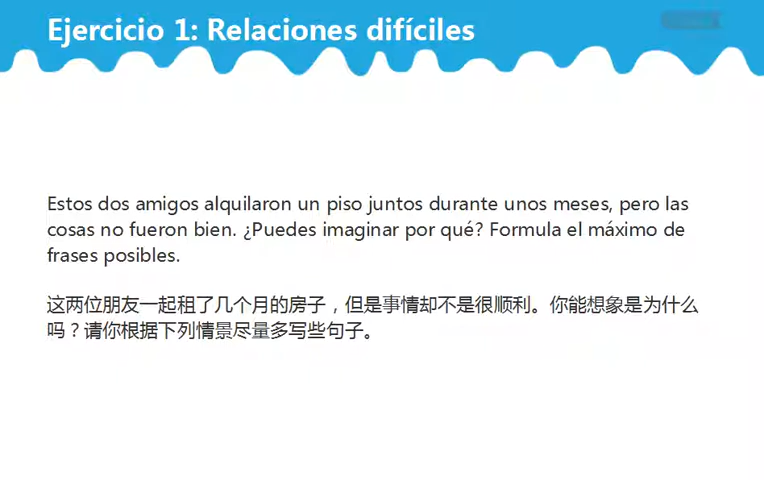 Ejercicio 1: Relaciones difíciles
Estos dos amigos alquilaron un piso juntos durante unos meses, pero las
cosas no fueron bien. ¿Puedes imaginar por qué? Formula el máximo de
frases posibles.
这两位朋友一起租了几个月的房子，但是事情却不是很顺利。你能想象是为什么
吗？请你根据下列情景尽量多写些句子。